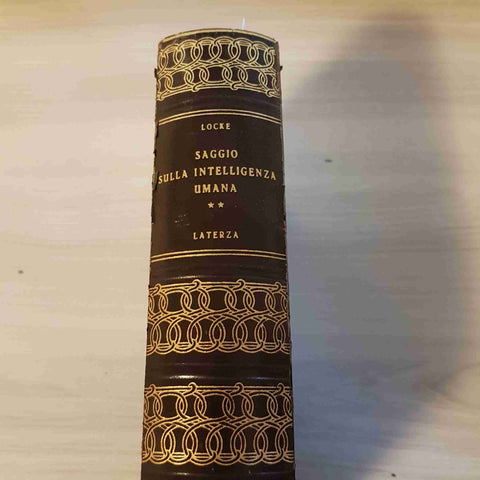 LOCKE
SAGGIO
SULLA INTELLIGENZA
UMANA
**
LATERZA